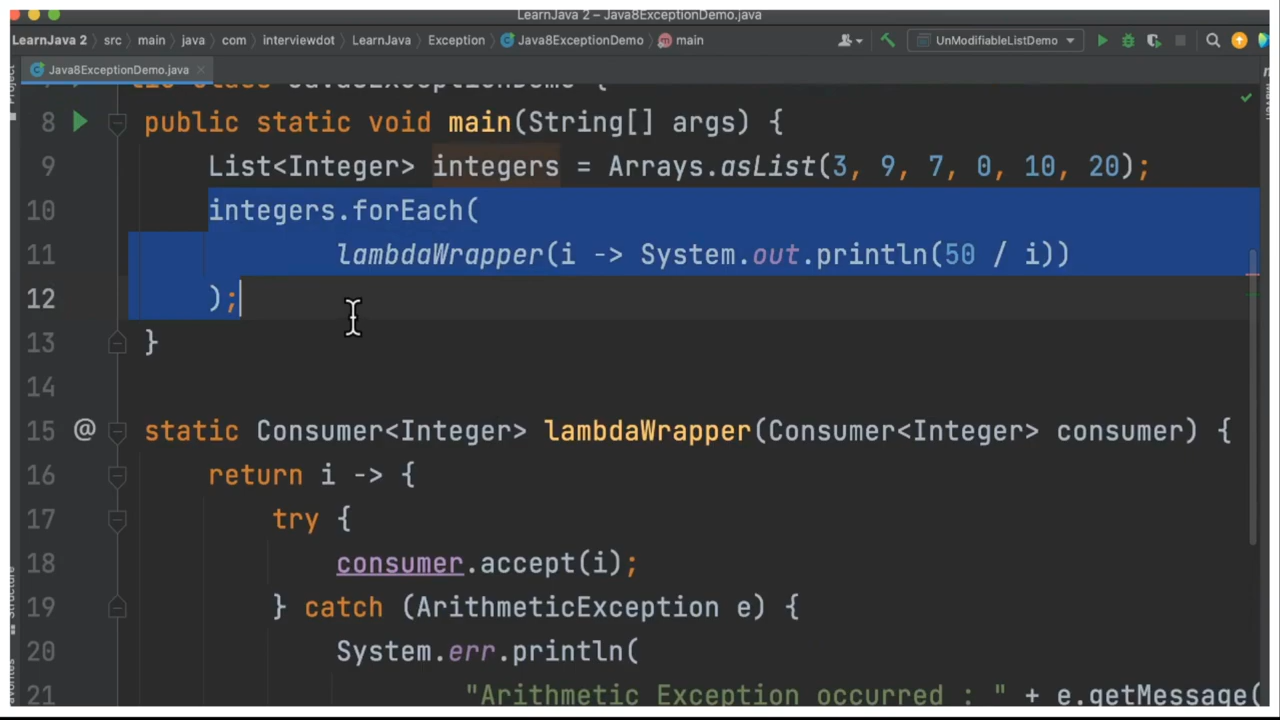 LearnJava 2 – Java8ExceptionDemo.java
LearnJava 2 src main java com interviewdot LearnJava Exception Java8ExceptionDemo main UnModifiableListDemo
Java8ExceptionDemo.java
8 public static void main(String[] args) {
9 List<Integer> integers = Arrays.asList(3, 9, 7, 0, 10, 20);
10 integers.forEach(
11 lambdaWrapper(i -> System.out.println(50 / i))
12 );
13 }
14
15 @ static Consumer<Integer> lambdaWrapper(Consumer<Integer> consumer) {
16 return i -> {
17 try {
18 consumer.accept(i);
19 } catch (ArithmeticException e) {
20 System.err.println(
21 "Arithmetic Exception occurred : " + e.getMessage(
Project
Structure